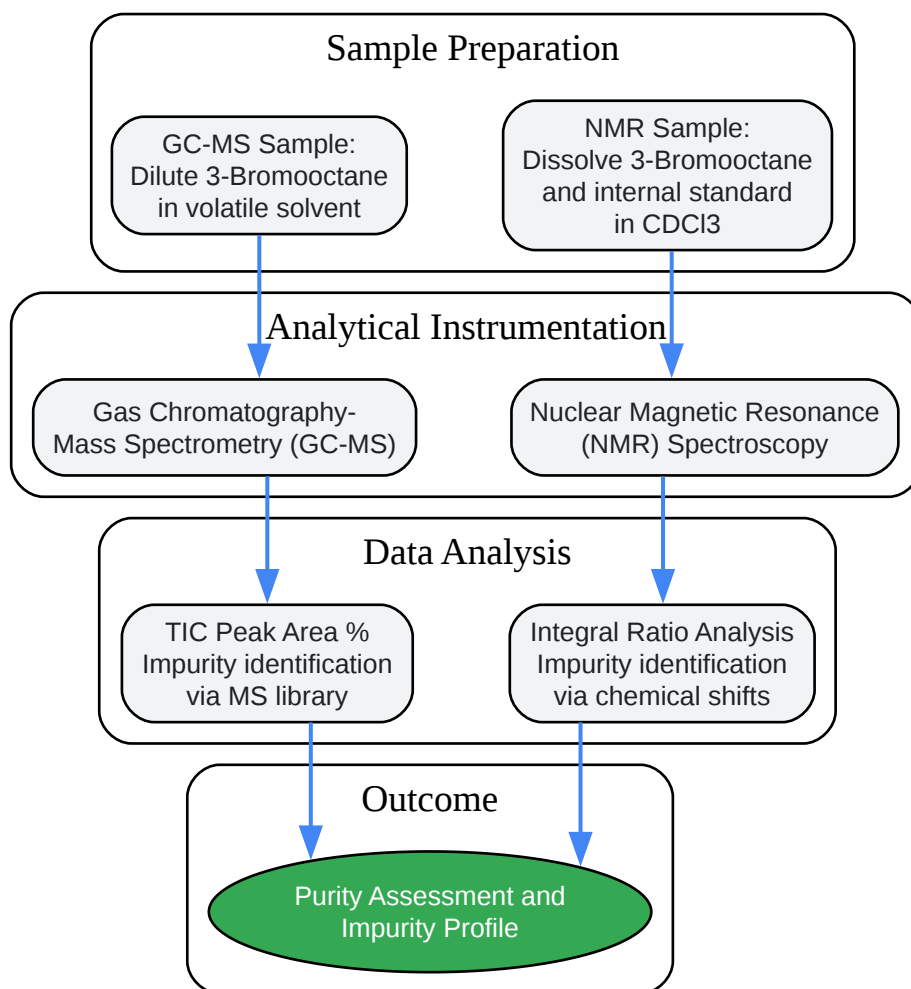 Sample Preparation
GC-MS Sample:
Dilute 3-Bromooctane
in volatile solvent
NMR Sample:
Dissolve 3-Bromooctane
and internal standard
in CDCl3
Analytical Instrumentation
Gas Chromatography-
Mass Spectrometry (GC-MS)
Nuclear Magnetic Resonance
(NMR) Spectroscopy
Data Analysis
TIC Peak Area %
Impurity identification
via MS library
Integral Ratio Analysis
Impurity identification
via chemical shifts
Outcome
Purity Assessment and
Impurity Profile